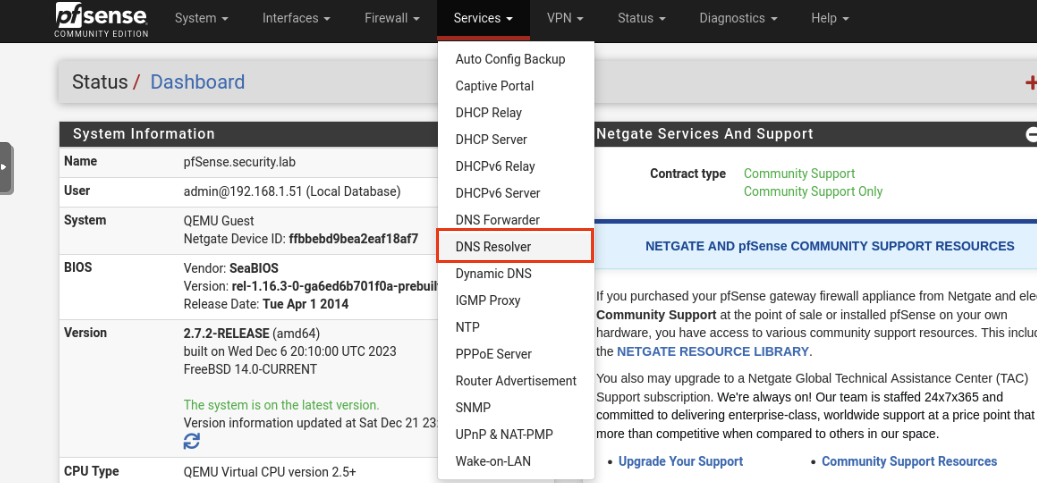 pfsense
COMMUNITY EDITION
System
Interfaces
Firewall
Services
VPN
Status
Diagnostics
Help
Auto Config Backup
Captive Portal
DHCP Relay
DHCP Server
DHCPv6 Relay
DHCPv6 Server
DNS Forwarder
DNS Resolver
Dynamic DNS
IGMP Proxy
NTP
PPPoE Server
Router Advertisement
SNMP
UPnP & NAT-PMP
Wake-on-LAN
Status / Dashboard
System Information
Name pfSense.security.lab
User admin@192.168.1.51 (Local Database)
System QEMU Guest
Netgate Device ID: ffbbebd9bea2eaf18af7
BIOS Vendor: SeaBIOS
Version: rel-1.16.3-0-ga6ed6b701f0a-prebuilt
Release Date: Tue Apr 1 2014
Version 2.7.2-RELEASE (amd64)
built on Wed Dec 6 20:10:00 UTC 2023
FreeBSD 14.0-CURRENT
The system is on the latest version.
Version information updated at Sat Dec 21 23:
CPU Type QEMU Virtual CPU version 2.5+
Netgate Services And Support
Contract type Community Support
Community Support Only
NETGATE AND pfSense COMMUNITY SUPPORT RESOURCES
If you purchased your pfSense gateway firewall appliance from Netgate and ele
Community Support at the point of sale or installed pfSense on your own
hardware, you have access to various community support resources. This inclu
the NETGATE RESOURCE LIBRARY.
You also may upgrade to a Netgate Global Technical Assistance Center (TAC)
Support subscription. We're always on! Our team is staffed 24x7x365 and
committed to delivering enterprise-class, worldwide support at a price point that
more than competitive when compared to others in our space.
• Upgrade Your Support
• Community Support Resources